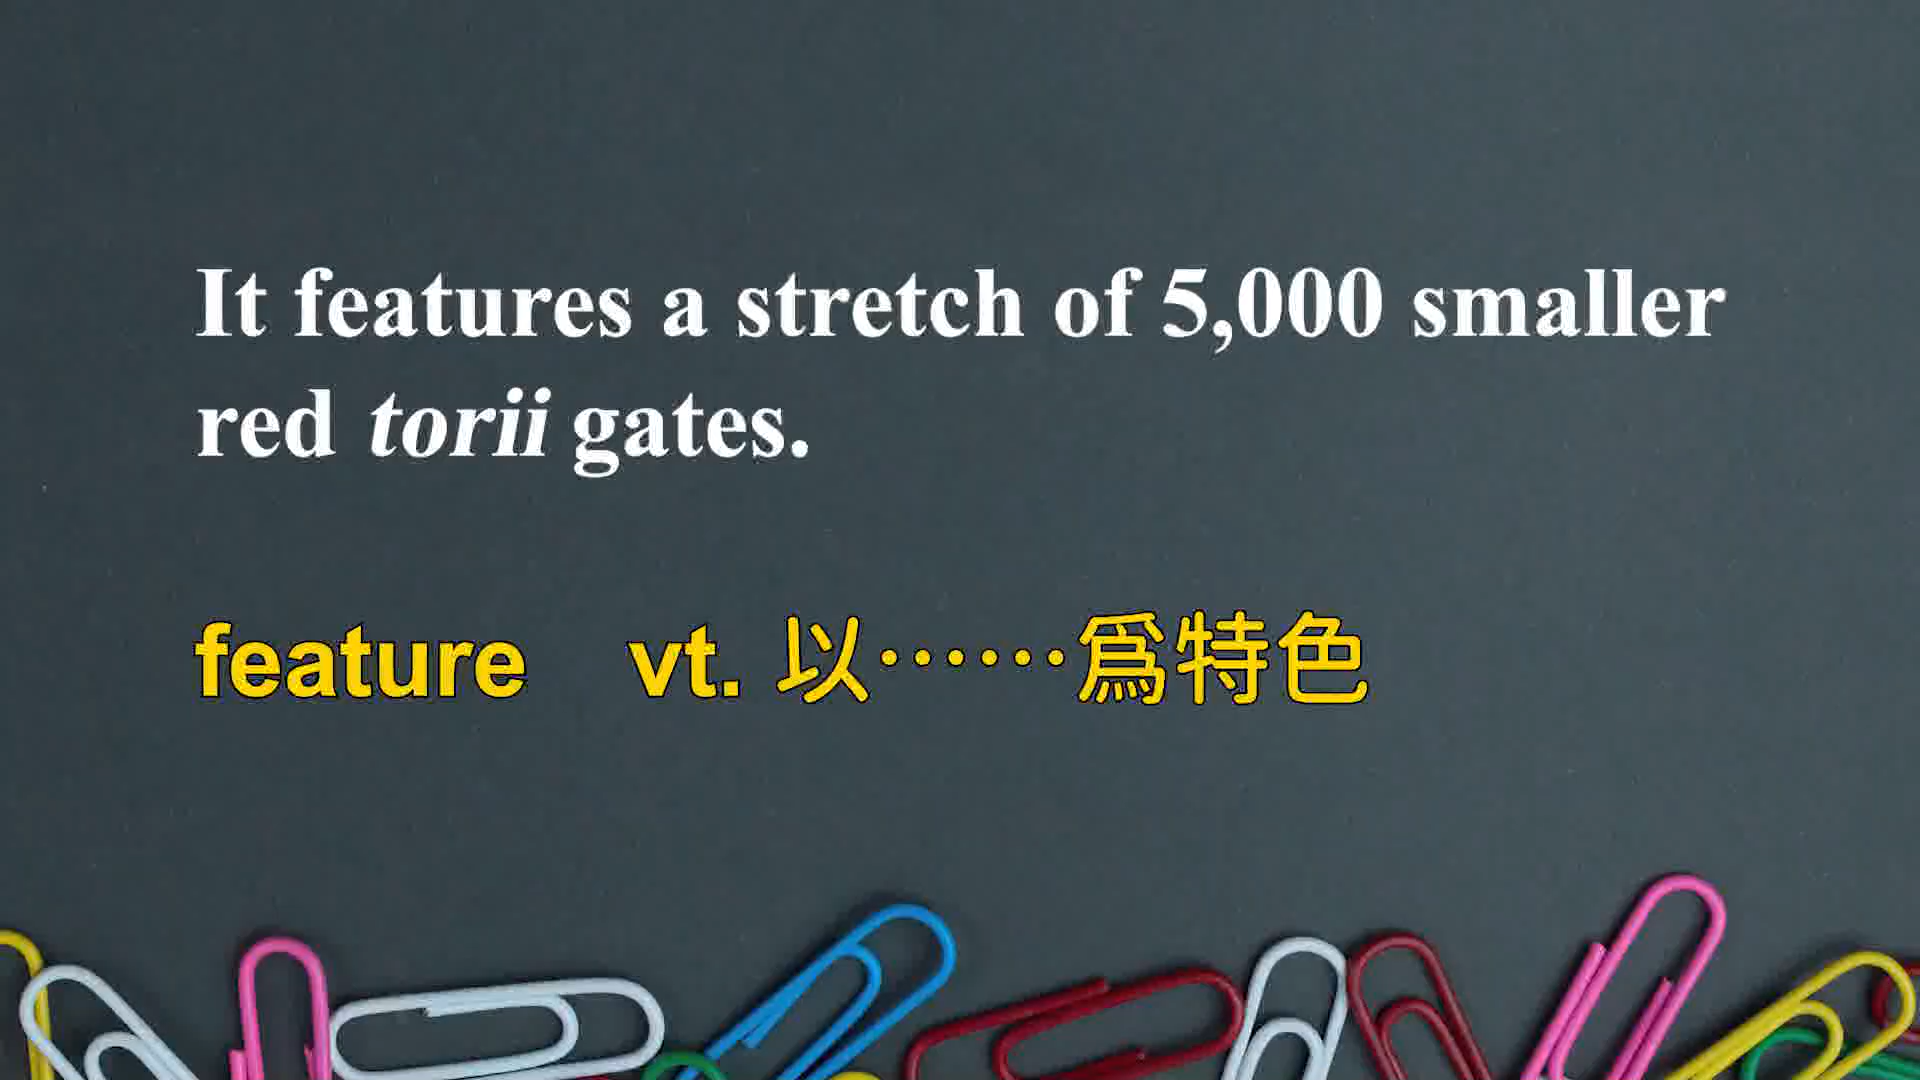 It features a stretch of 5,000 smaller
red torii gates.
feature vt. 以……爲特色